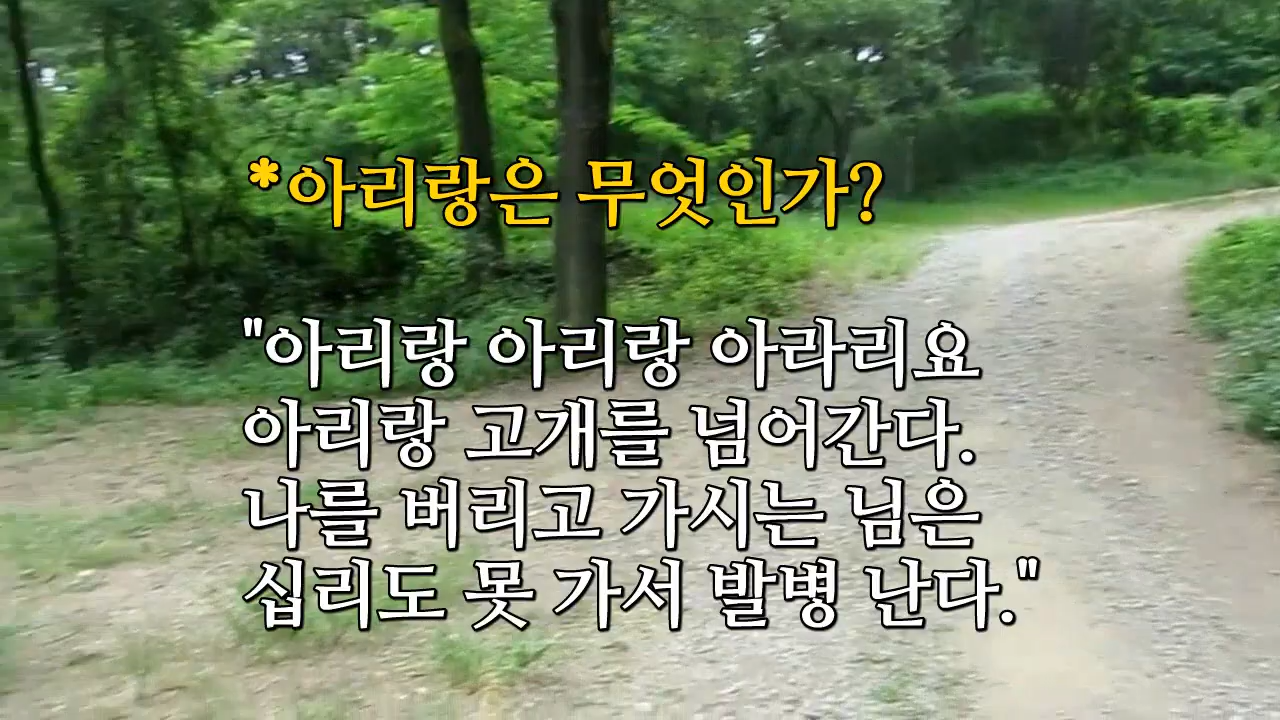 *아리랑은 무엇인가?
"아리랑 아리랑 아라리요
아리랑 고개를 넘어간다.
나를 버리고 가시는 님은
십리도 못 가서 발병 난다."